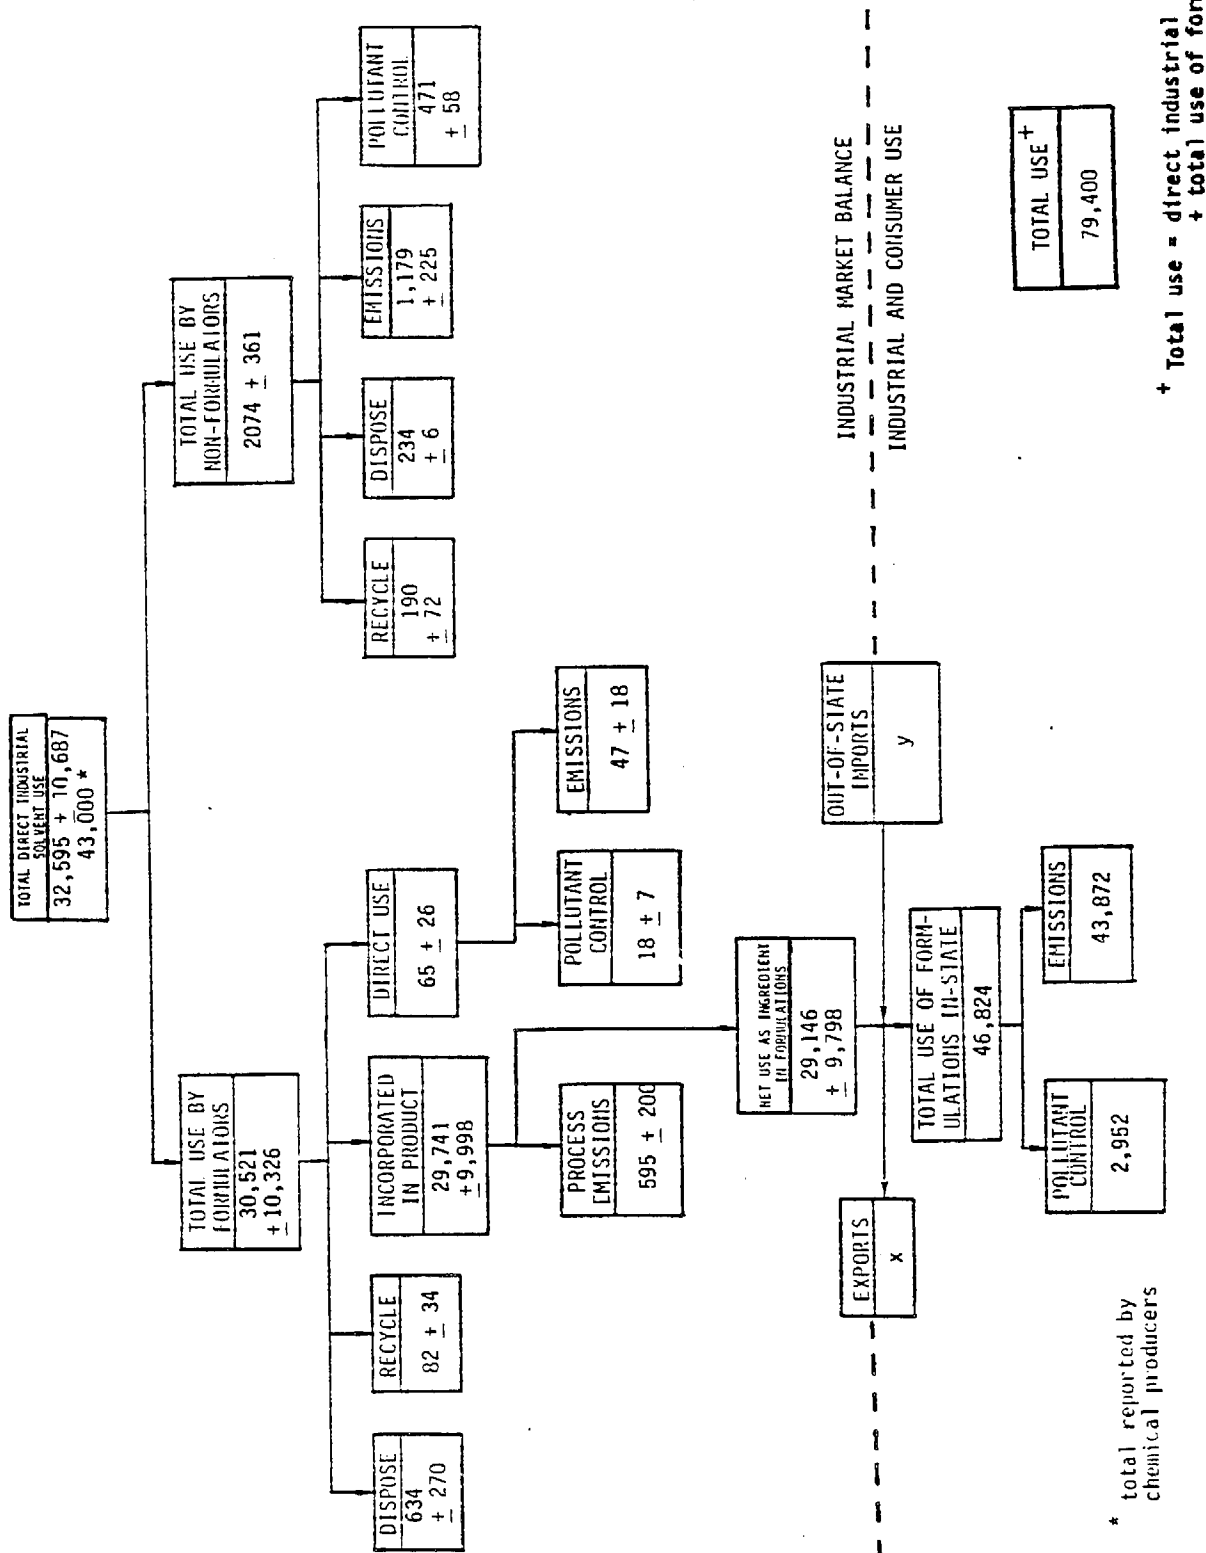 TOTAL DIRECT INDUSTRIAL
SOLVENT USE
32,595 ± 10,687
43,000 *
TOTAL USE BY
FORMULATORS
30,521
±10,326
TOTAL USE BY
NON-FORMULATORS
2074 ± 361
DISPOSE
634
± 270
RECYCLE
82 ± 34
INCORPORATED
IN PRODUCT
29,741
±9,998
DIRECT USE
65 ± 26
RECYCLE
190
± 72
DISPOSE
234
± 6
EMISSIONS
1,179
± 225
POLLUTANT
CONTROL
471
± 58
PROCESS
EMISSIONS
595 ± 200
POLLUTANT
CONTROL
18 ± 7
EMISSIONS
47 ± 18
NET USE AS INGREDIENT
IN FORMULATIONS
29,146
± 9,798
INDUSTRIAL MARKET BALANCE
INDUSTRIAL AND CONSUMER USE
EXPORTS
x
OUT-OF-STATE
IMPORTS
y
TOTAL USE OF FORM-
ULATIONS IN-STATE
46,824
POLLUTANT
CONTROL
2,952
EMISSIONS
43,872
TOTAL USE+
79,400
* total reported by
chemical producers
+ Total use = direct industrial
+ total use of for